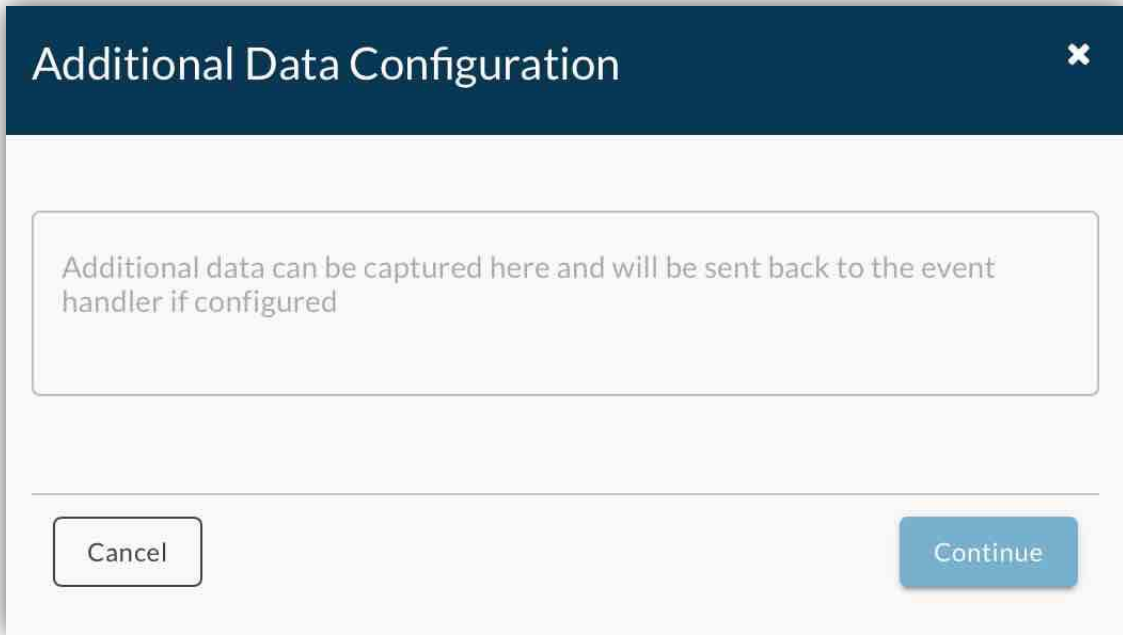 Additional Data Configuration
Additional data can be captured here and will be sent back to the event
handler if configured
Cancel
Continue